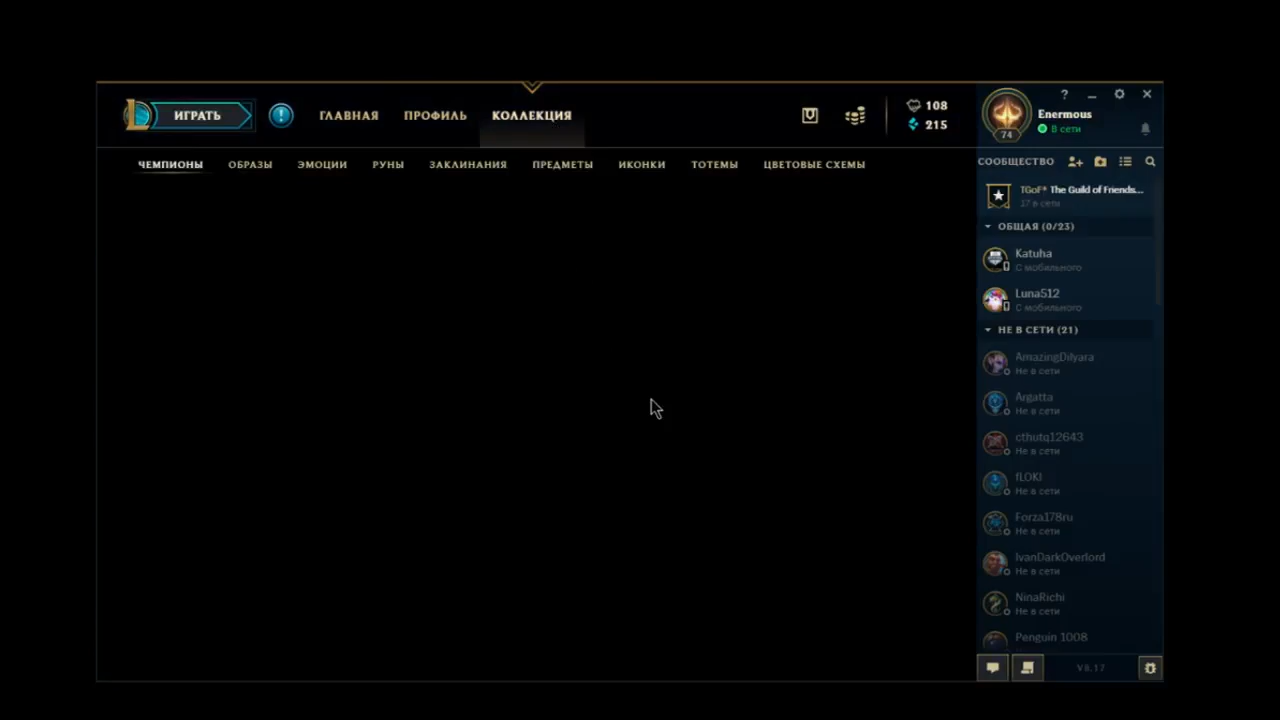 ИГРАТЬ
ГЛАВНАЯ
ПРОФИЛЬ
КОЛЛЕКЦИЯ
108
215
74
?
Enermous
В сети
ЧЕМПИОНЫ
ОБРАЗЫ
ЭМОЦИИ
РУНЫ
ЗАКЛИНАНИЯ
ПРЕДМЕТЫ
ИКОНКИ
ТОТЕМЫ
ЦВЕТОВЫЕ СХЕМЫ
СООБЩЕСТВО
TGoF* The Guild of Friends...
17 в сети
ОБЩАЯ (0/23)
Katuha
С мобильного
Luna512
С мобильного
НЕ В СЕТИ (21)
AmazingDilyara
Не в сети
Argatta
Не в сети
cthutq12643
Не в сети
fLOKI
Не в сети
Forza178ru
Не в сети
IvanDarkOverlord
Не в сети
NinaRichi
Не в сети
Penguin 1008
V8.17